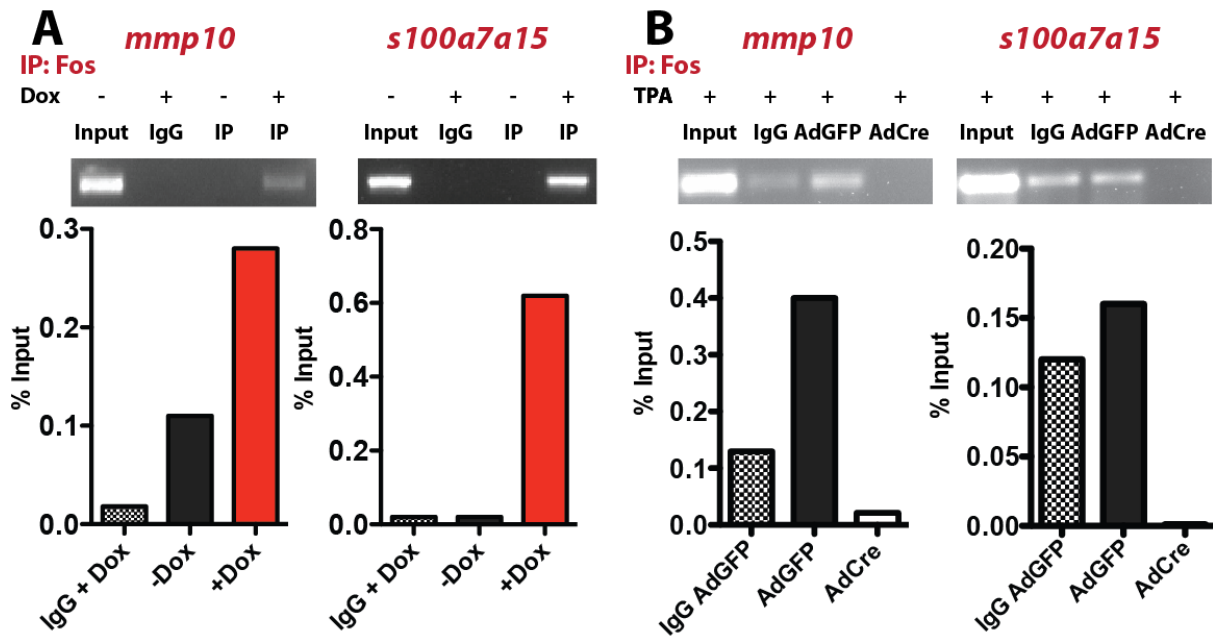 A
mmp10
s100a7a15
IP: Fos
Dox - + - + - + - +
Input IgG IP IP Input IgG IP IP
0.3
0.2
0.1
0.0
% Input
IgG + Dox
-Dox
+Dox
0.8
0.6
0.4
0.2
0.0
% Input
IgG + Dox
-Dox
+Dox
B
mmp10
s100a7a15
IP: Fos
TPA + + + + + + + +
Input IgG AdGFP AdCre Input IgG AdGFP AdCre
0.5
0.4
0.3
0.2
0.1
0.0
% Input
IgG AdGFP
AdGFP
AdCre
0.20
0.15
0.10
0.05
0.00
% Input
IgG AdGFP
AdGFP
AdCre